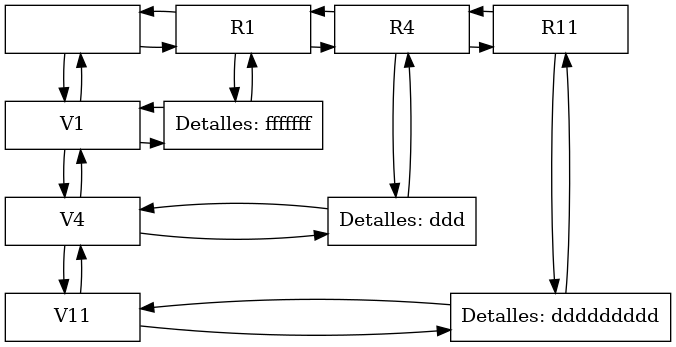 R1
R4
R11
V1
Detalles: fffffff
V4
Detalles: ddd
V11
Detalles: ddddddddd